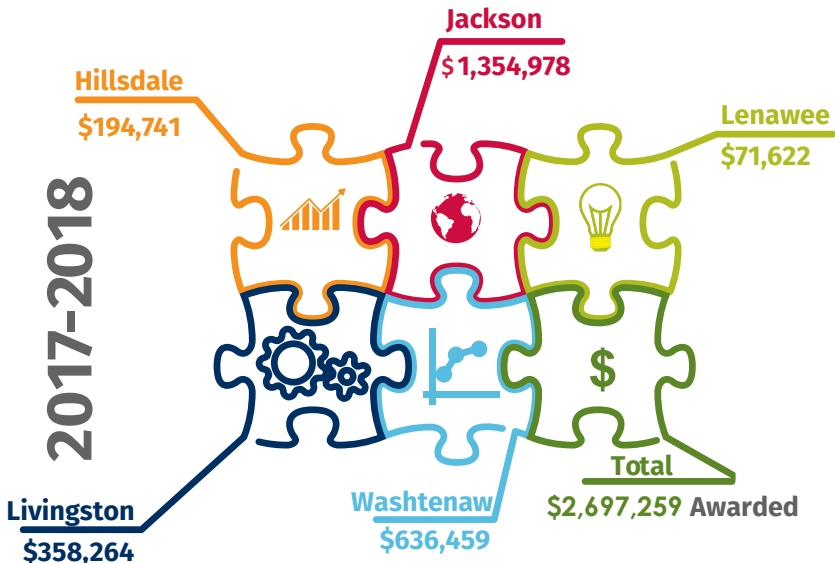 Jackson
$1,354,978
Hillsdale
$194,741
Lenawee
$71,622
2017-2018
$
Livingston
$358,264
Washtenaw
$636,459
Total
$2,697,259 Awarded